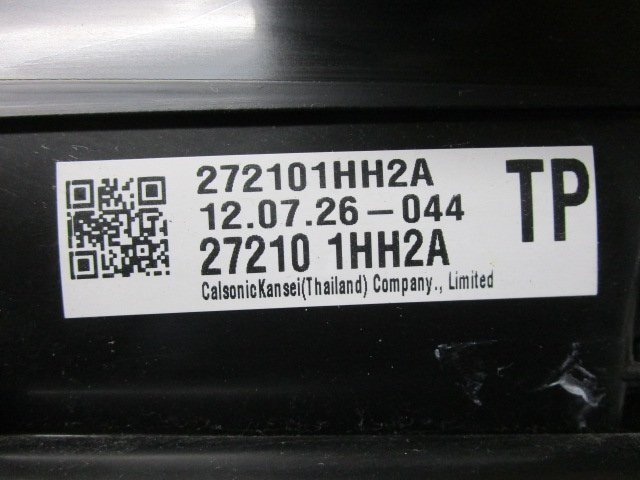 272101HH2A
12.07.26-044
27210 1HH2A
CalsonicKansei(Thailand) Company., Limited
TP